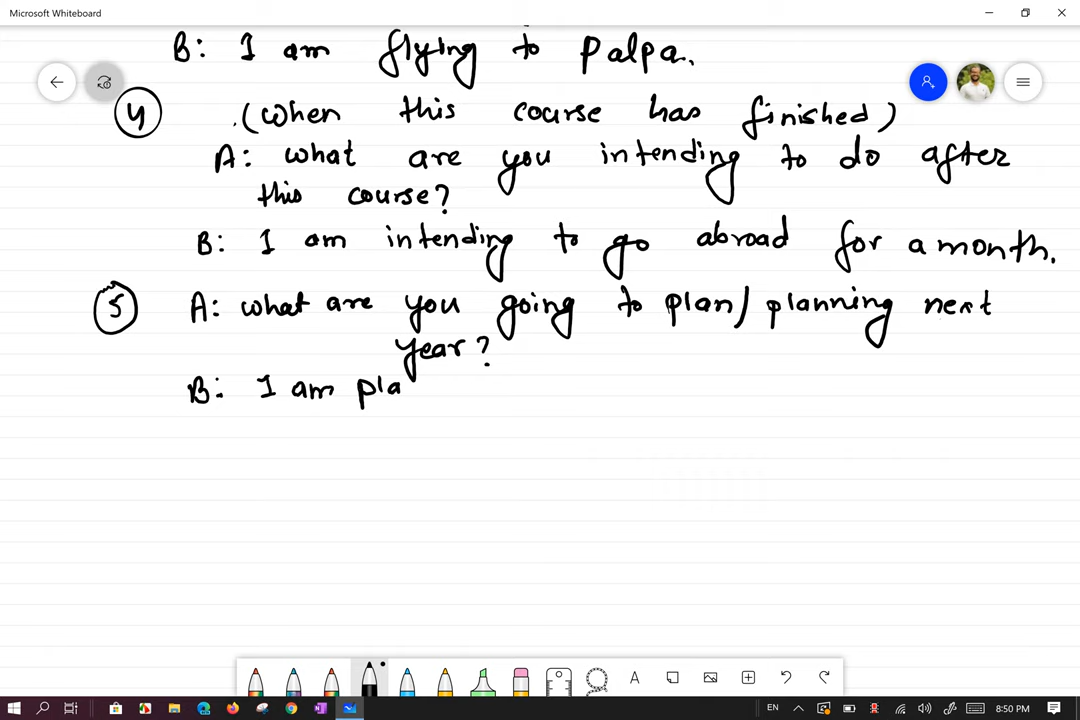 Microsoft Whiteboard
B: I am flying to Palpa.
4 (When this course has finished)
A: what are you intending to do after
this course?
B: I am intending to go abroad for a month.
5 A: what are you going to plan/planning next
year?
B: I am pla
A
EN 8:50 PM